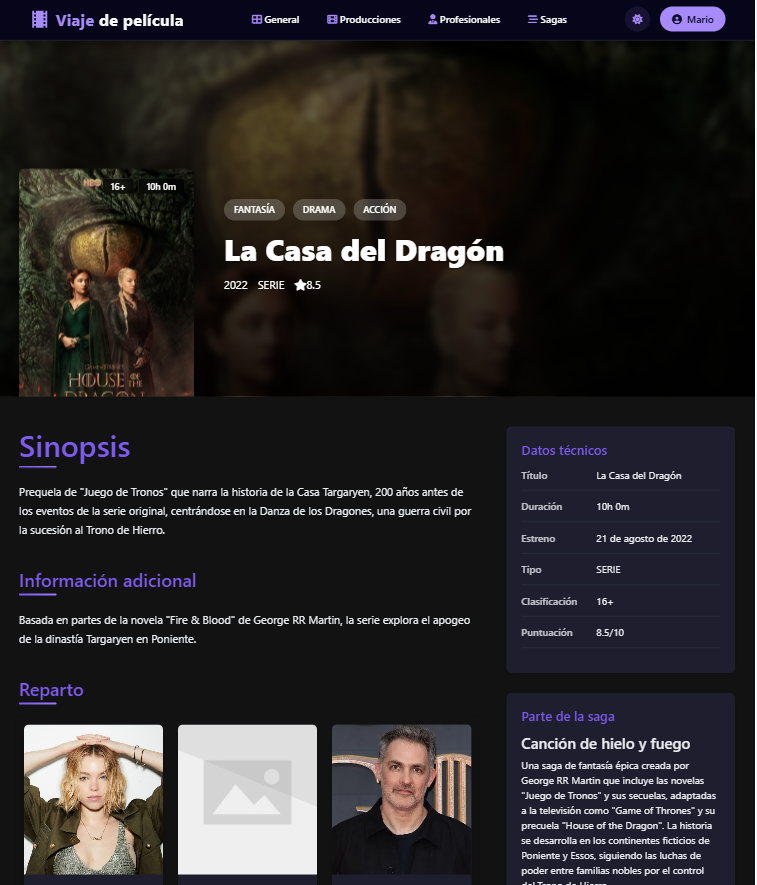 Viaje de película
General
Producciones
Profesionales
Sagas
Mario
HBO
16+
10h 0m
HOUSE OF THE
DRAGON
FANTASÍA
DRAMA
ACCIÓN
La Casa del Dragón
2022 SERIE 8.5
Sinopsis
Precuela de "Juego de Tronos" que narra la historia de la Casa Targaryen, 200 años antes de
los eventos de la serie original, centrándose en la Danza de los Dragones, una guerra civil por
la sucesión al Trono de Hierro.
Información adicional
Basada en partes de la novela "Fire & Blood" de George RR Martin, la serie explora el apogeo
de la dinastía Targaryen en Poniente.
Reparto
Datos técnicos
Título La Casa del Dragón
Duración 10h 0m
Estreno 21 de agosto de 2022
Tipo SERIE
Clasificación 16+
Puntuación 8.5/10
Parte de la saga
Canción de hielo y fuego
Una saga de fantasía épica creada por
George RR Martin que incluye las novelas
"Juego de Tronos" y sus secuelas, adaptadas
a la televisión como "Game of Thrones" y su
precuela "House of the Dragon". La historia
se desarrolla en los continentes ficticios de
Poniente y Essos, siguiendo las luchas de
poder entre familias nobles por el control
del Trono de Hierro